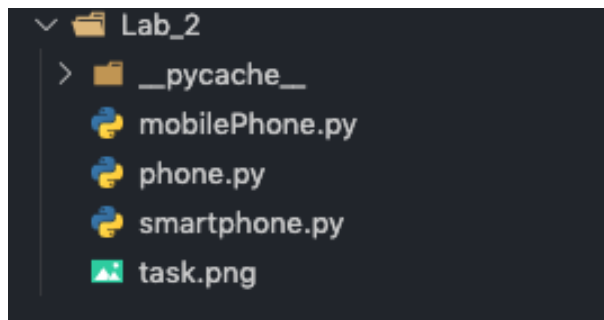 Lab_2
__pycache__
mobilePhone.py
phone.py
smartphone.py
task.png